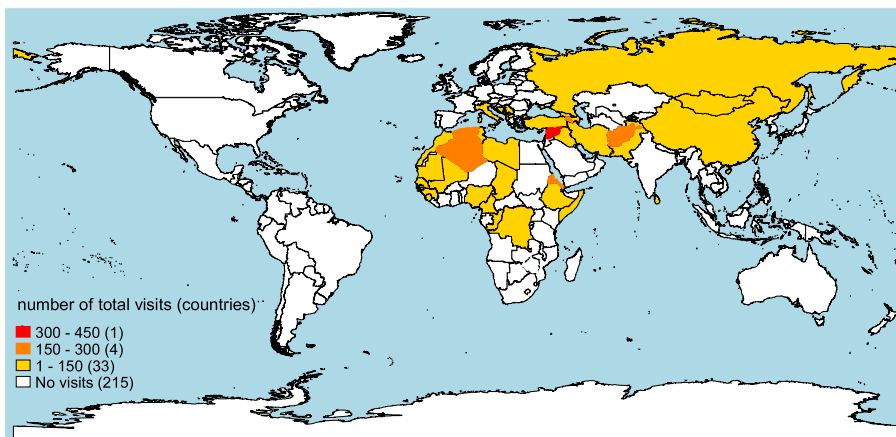 number of total visits (countries)
300 - 450 (1)
150 - 300 (4)
1 - 150 (33)
No visits (215)